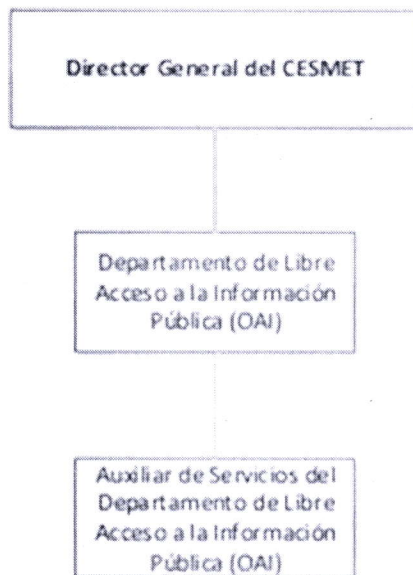 Director General del CESMET
Departamento de Libre
Acceso a la Información
Pública (OAI)
Auxiliar de Servicios del
Departamento de Libre
Acceso a la Información
Pública (OAI)